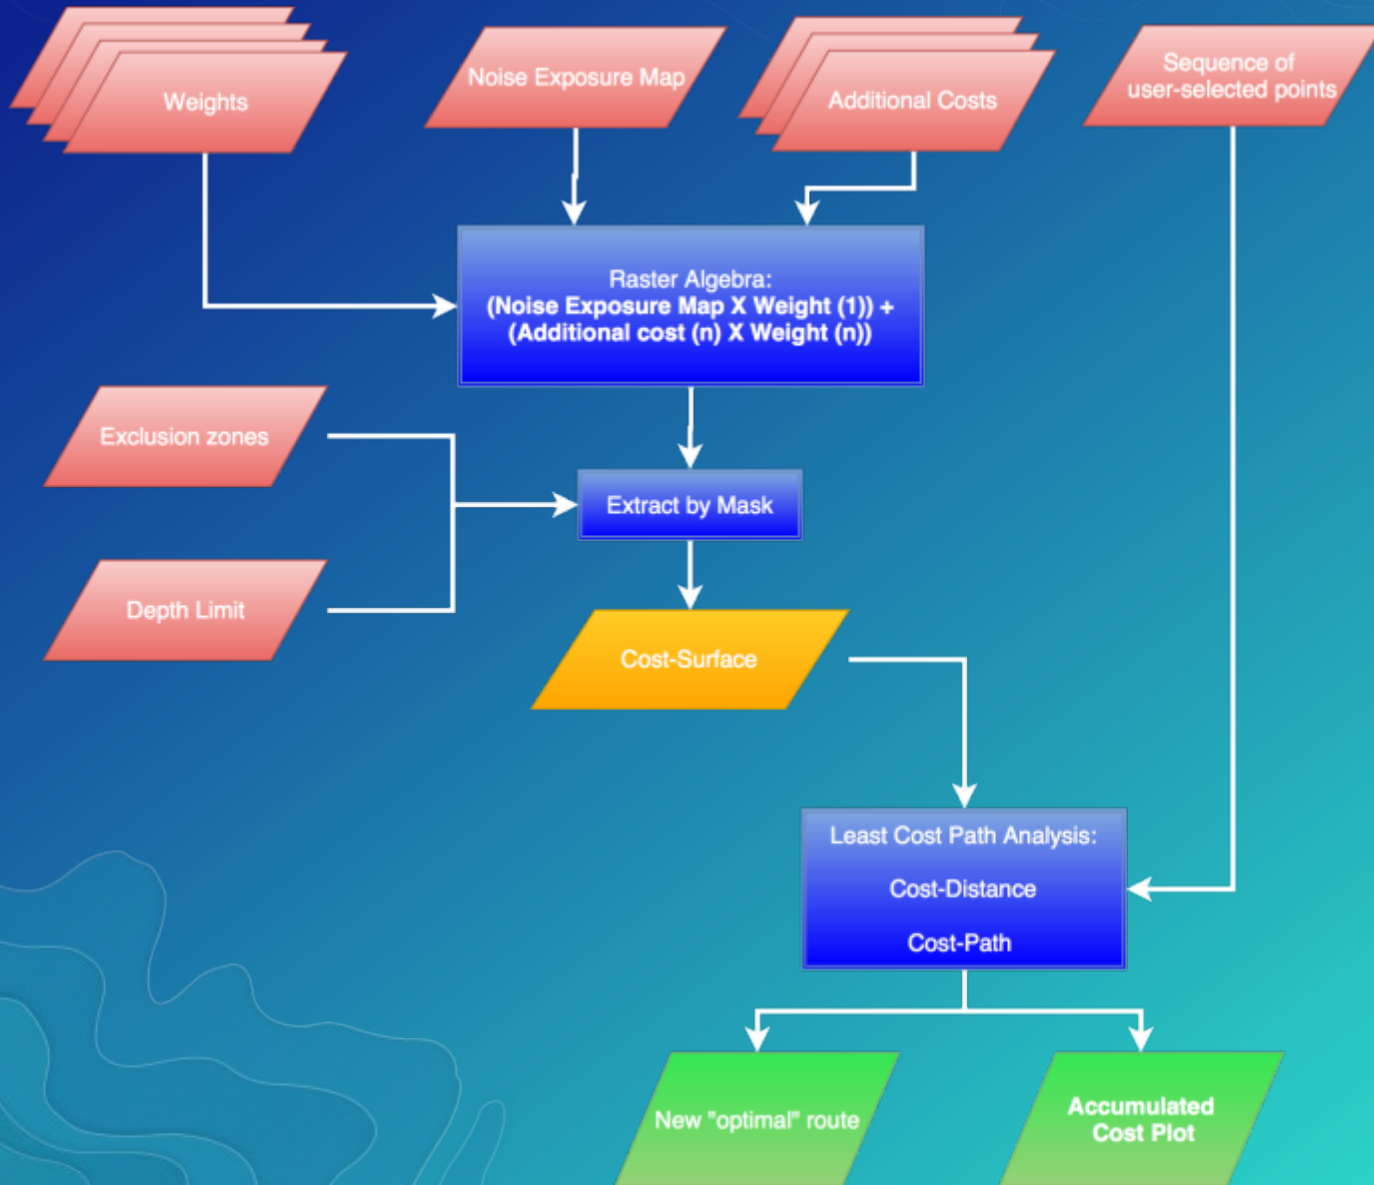 Weights
Noise Exposure Map
Additional Costs
Sequence of
user-selected points
Raster Algebra:
(Noise Exposure Map X Weight (1)) +
(Additional cost (n) X Weight (n))
Exclusion zones
Extract by Mask
Depth Limit
Cost-Surface
Least Cost Path Analysis:
Cost-Distance
Cost-Path
New "optimal" route
Accumulated
Cost Plot